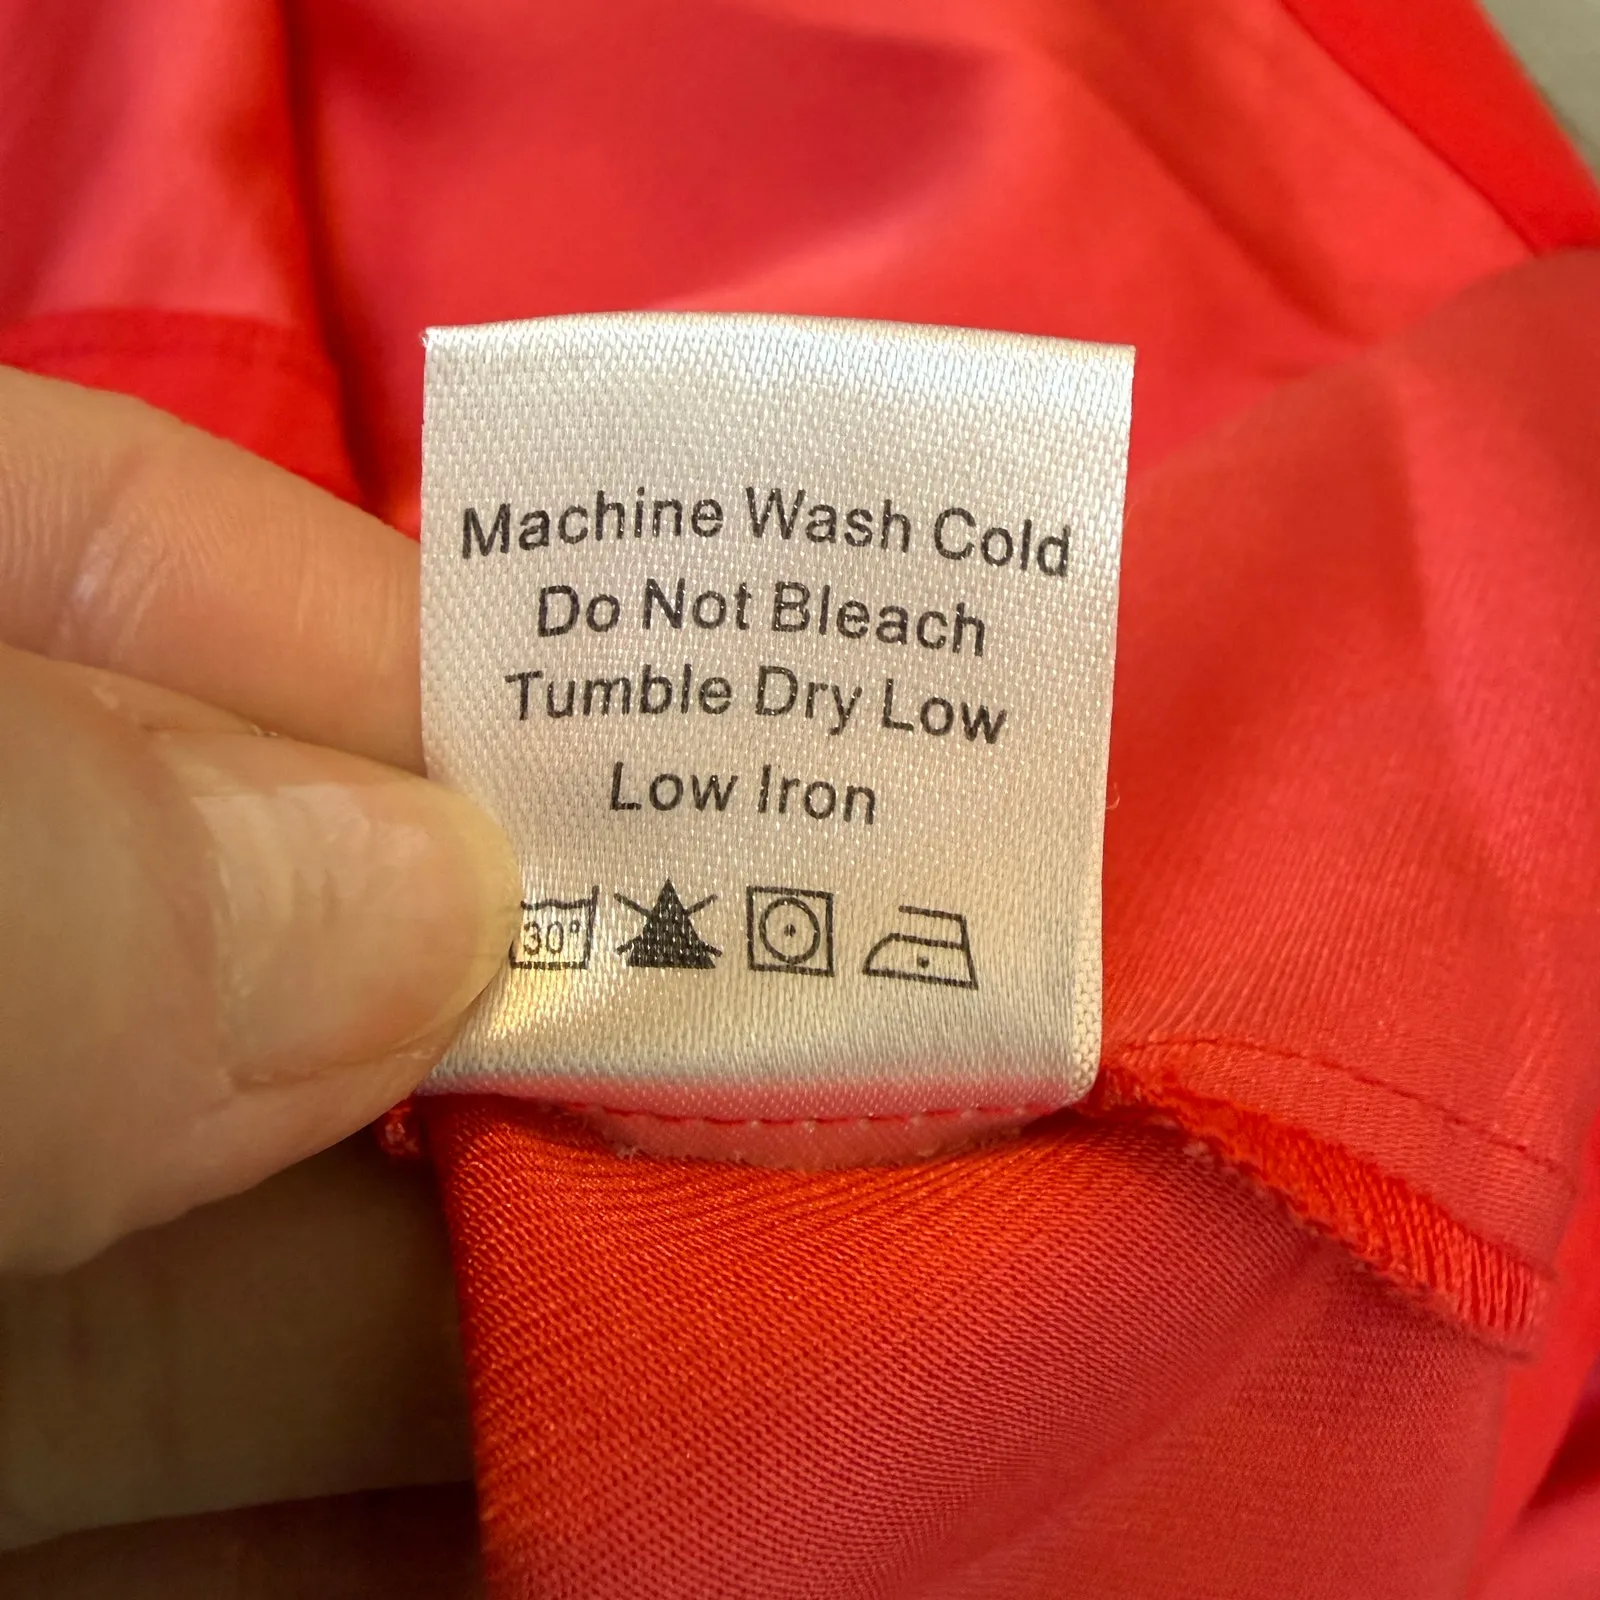 Machine Wash Cold
Do Not Bleach
Tumble Dry Low
Low Iron
30°